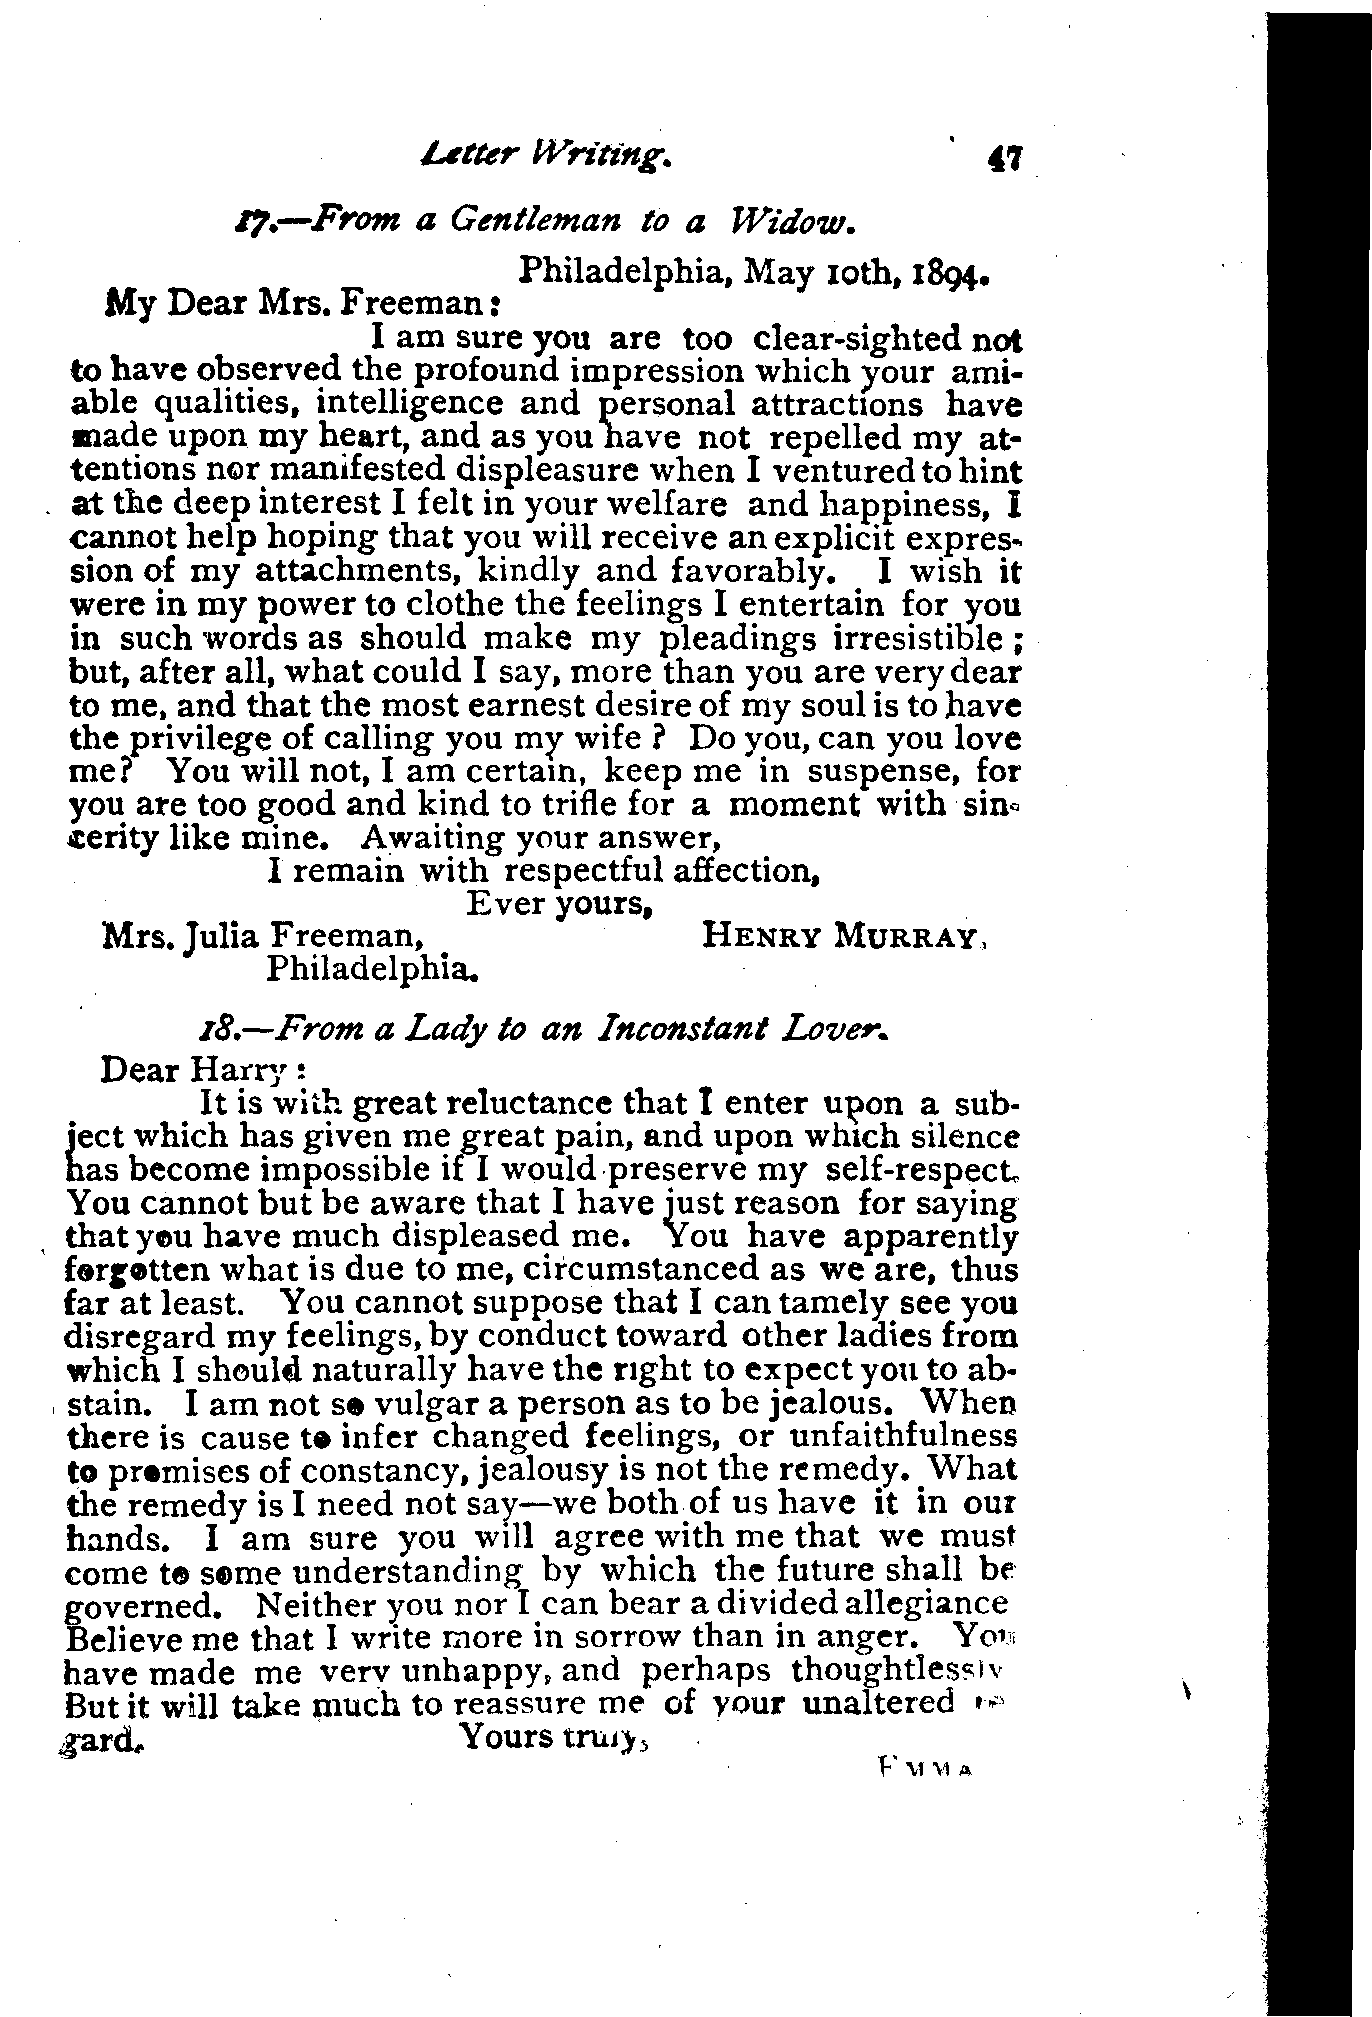 Letter Writing. 47
17.—From a Gentleman to a Widow.
Philadelphia, May 10th, 1894.
My Dear Mrs. Freeman:
I am sure you are too clear-sighted not
to have observed the profound impression which your ami-
able qualities, intelligence and personal attractions have
made upon my heart, and as you have not repelled my at-
tentions nor manifested displeasure when I ventured to hint
at the deep interest I felt in your welfare and happiness, I
cannot help hoping that you will receive an explicit expres-
sion of my attachments, kindly and favorably. I wish it
were in my power to clothe the feelings I entertain for you
in such words as should make my pleadings irresistible;
but, after all, what could I say, more than you are very dear
to me, and that the most earnest desire of my soul is to have
the privilege of calling you my wife? Do you, can you love
me? You will not, I am certain, keep me in suspense, for
you are too good and kind to trifle for a moment with sin-
cerity like mine. Awaiting your answer,
I remain with respectful affection,
Ever yours,
Mrs. Julia Freeman, HENRY MURRAY,
Philadelphia.
18.—From a Lady to an Inconstant Lover.
Dear Harry:
It is with great reluctance that I enter upon a sub-
ject which has given me great pain, and upon which silence
has become impossible if I would preserve my self-respect.
You cannot but be aware that I have just reason for saying
that you have much displeased me. You have apparently
forgotten what is due to me, circumstanced as we are, thus
far at least. You cannot suppose that I can tamely see you
disregard my feelings, by conduct toward other ladies from
which I should naturally have the right to expect you to ab-
stain. I am not so vulgar a person as to be jealous. When
there is cause to infer changed feelings, or unfaithfulness
to promises of constancy, jealousy is not the remedy. What
the remedy is I need not say—we both of us have it in our
hands. I am sure you will agree with me that we must
come to some understanding by which the future shall be
governed. Neither you nor I can bear a divided allegiance
Believe me that I write more in sorrow than in anger. You
have made me very unhappy, and perhaps thoughtlessly
But it will take much to reassure me of your unaltered re
gard. Yours truly,
EMMA